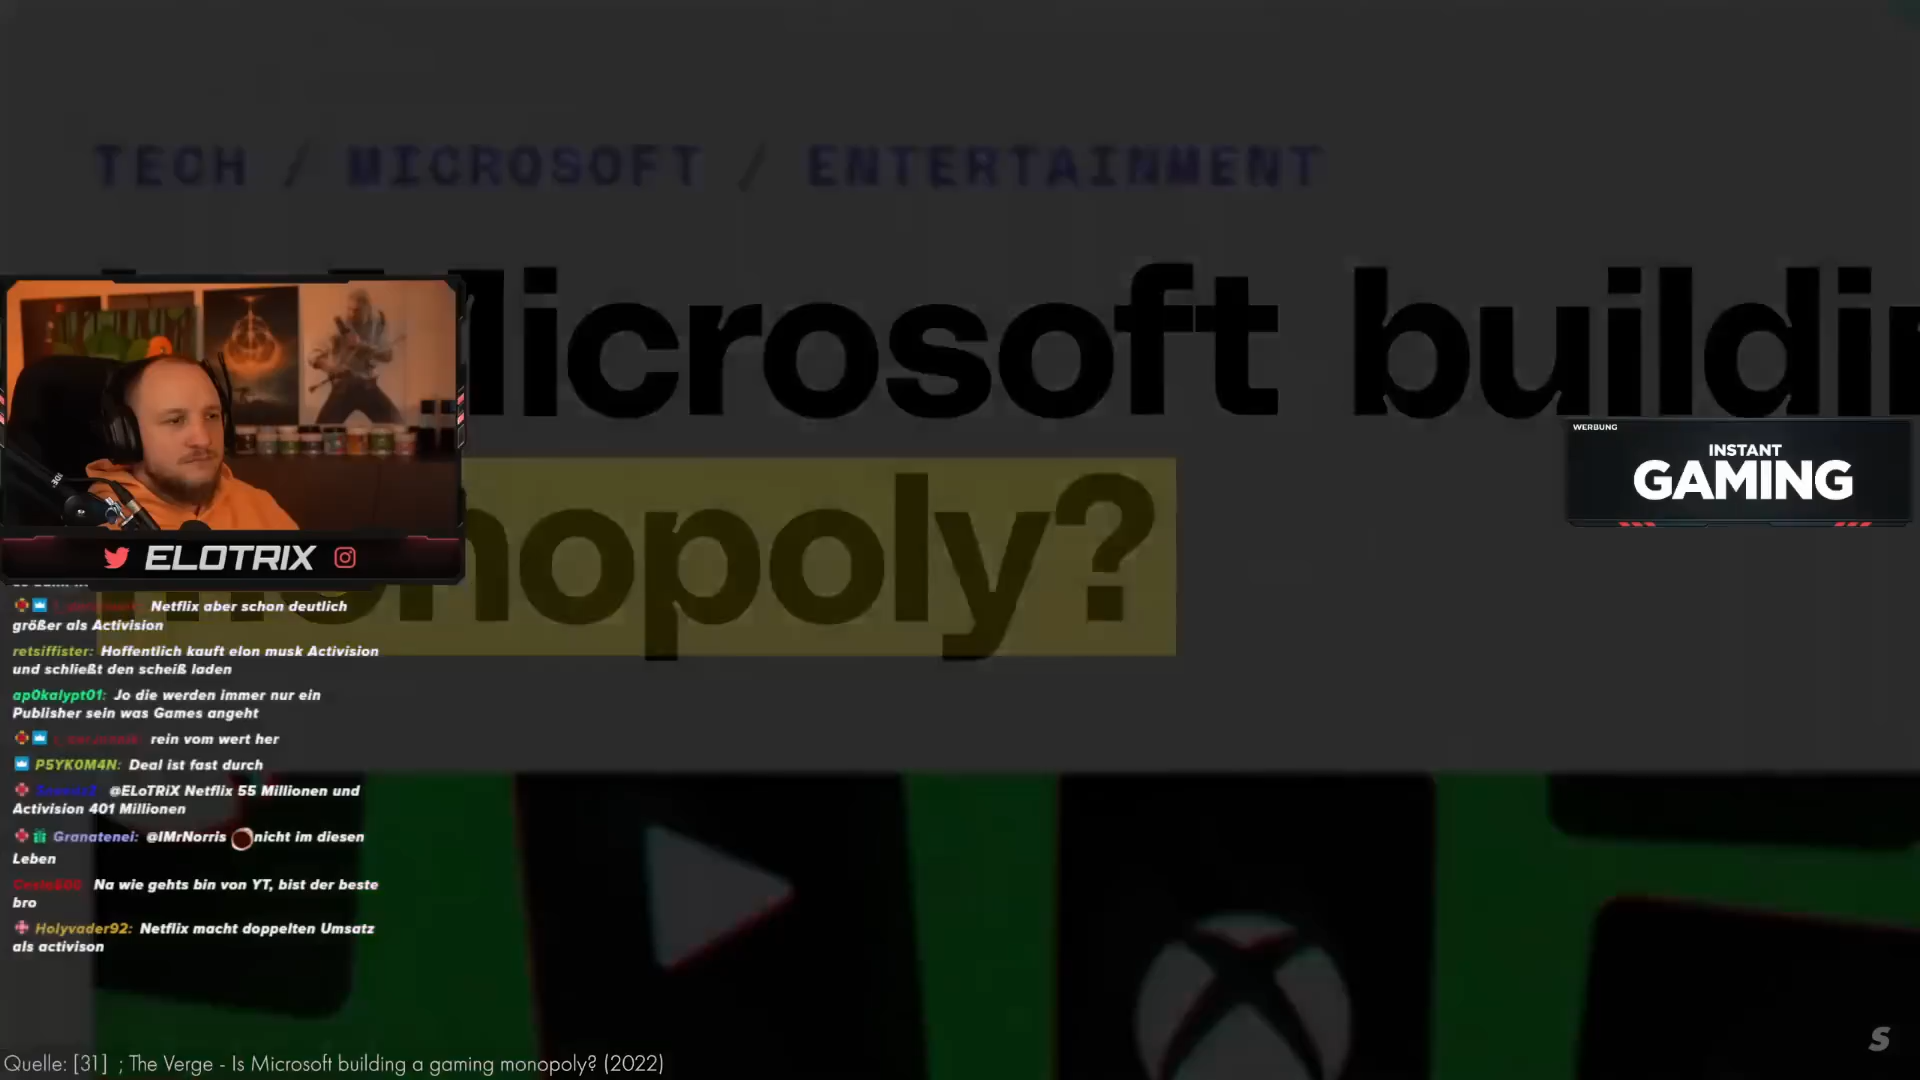 TECH / MICROSOFT / ENTERTAINMENT
Microsoft buildin
monopoly?
WERBUNG
INSTANT
GAMING
ELOTRIX
Netflix aber schon deutlich
größer als Activision
retsiffister: Hoffentlich kauft elon musk Activision
und schließt den scheiß laden
ap0kalypt01: Jo die werden immer nur ein
Publisher sein was Games angeht
rein vom wert her
P5YK0M4N: Deal ist fast durch
@ELoTRiX Netflix 55 Millionen und
Activision 401 Millionen
Granatenei: @IMrNorris nicht im diesen
Leben
Na wie gehts bin von YT, bist der beste
bro
Holyvader92: Netflix macht doppelten Umsatz
als activison
Quelle: [31] ; The Verge - Is Microsoft building a gaming monopoly? (2022)
S